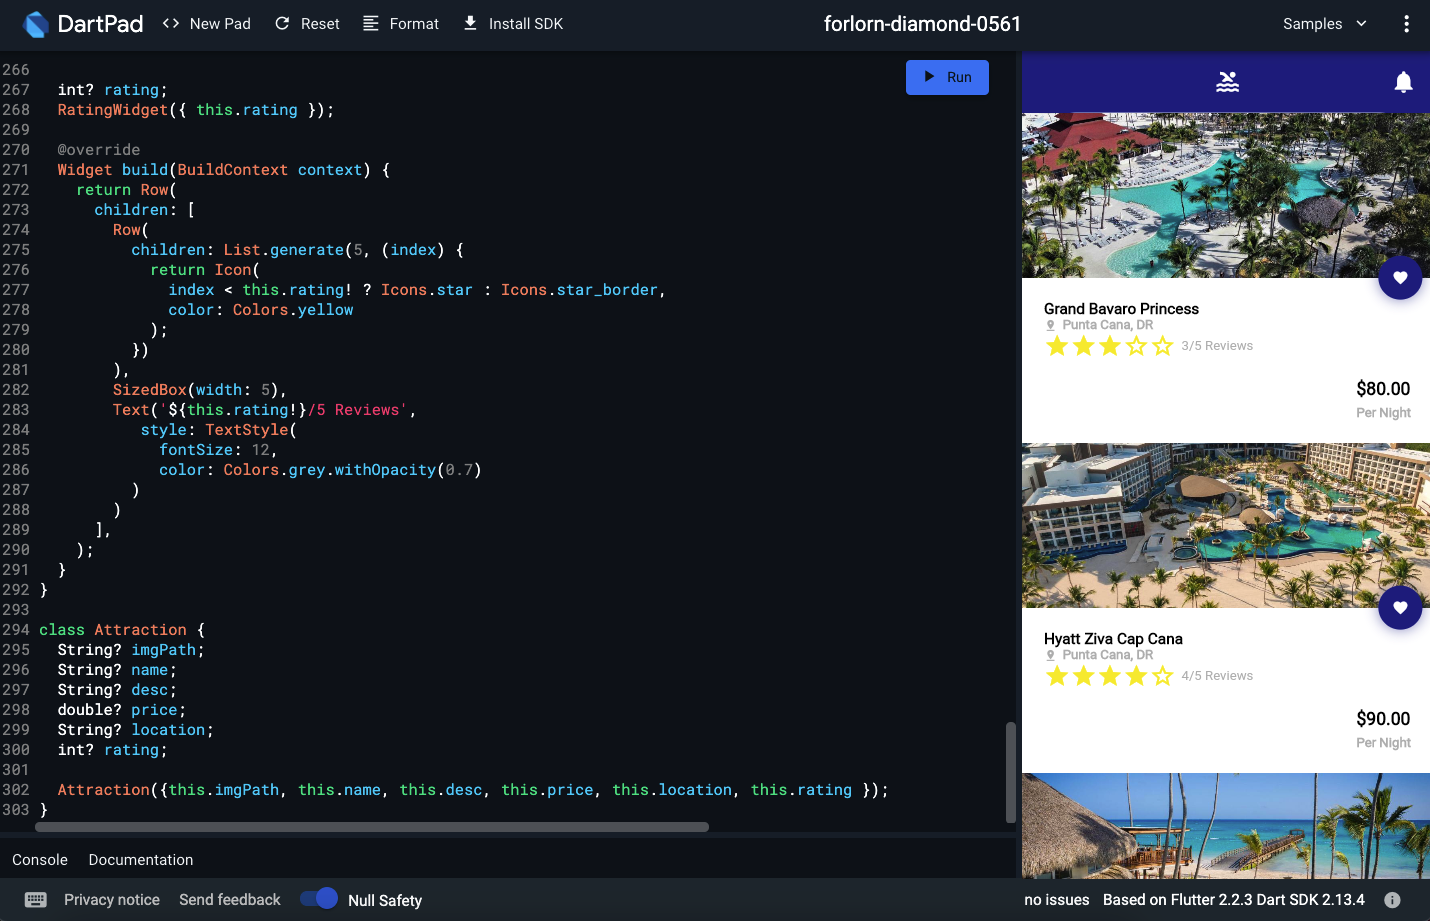 DartPad <> New Pad Reset Format Install SDK forlorn-diamond-0561 Samples
266
267 int? rating;
268 RatingWidget({ this.rating });
269
270 @override
271 Widget build(BuildContext context) {
272 return Row(
273 children: [
274 Row(
275 children: List.generate(5, (index) {
276 return Icon(
277 index < this.rating! ? Icons.star : Icons.star_border,
278 color: Colors.yellow
279 );
280 })
281 ),
282 SizedBox(width: 5),
283 Text('${this.rating!}/5 Reviews',
284 style: TextStyle(
285 fontSize: 12,
286 color: Colors.grey.withOpacity(0.7)
287 )
288 )
289 ],
290 );
291 }
292 }
293
294 class Attraction {
295 String? imgPath;
296 String? name;
297 String? desc;
298 double? price;
299 String? location;
300 int? rating;
301
302 Attraction({this.imgPath, this.name, this.desc, this.price, this.location, this.rating });
303 }
Run
Grand Bavaro Princess
Punta Cana, DR
3/5 Reviews
$80.00
Per Night
Hyatt Ziva Cap Cana
Punta Cana, DR
4/5 Reviews
$90.00
Per Night
Console Documentation
Privacy notice Send feedback Null Safety no issues Based on Flutter 2.2.3 Dart SDK 2.13.4